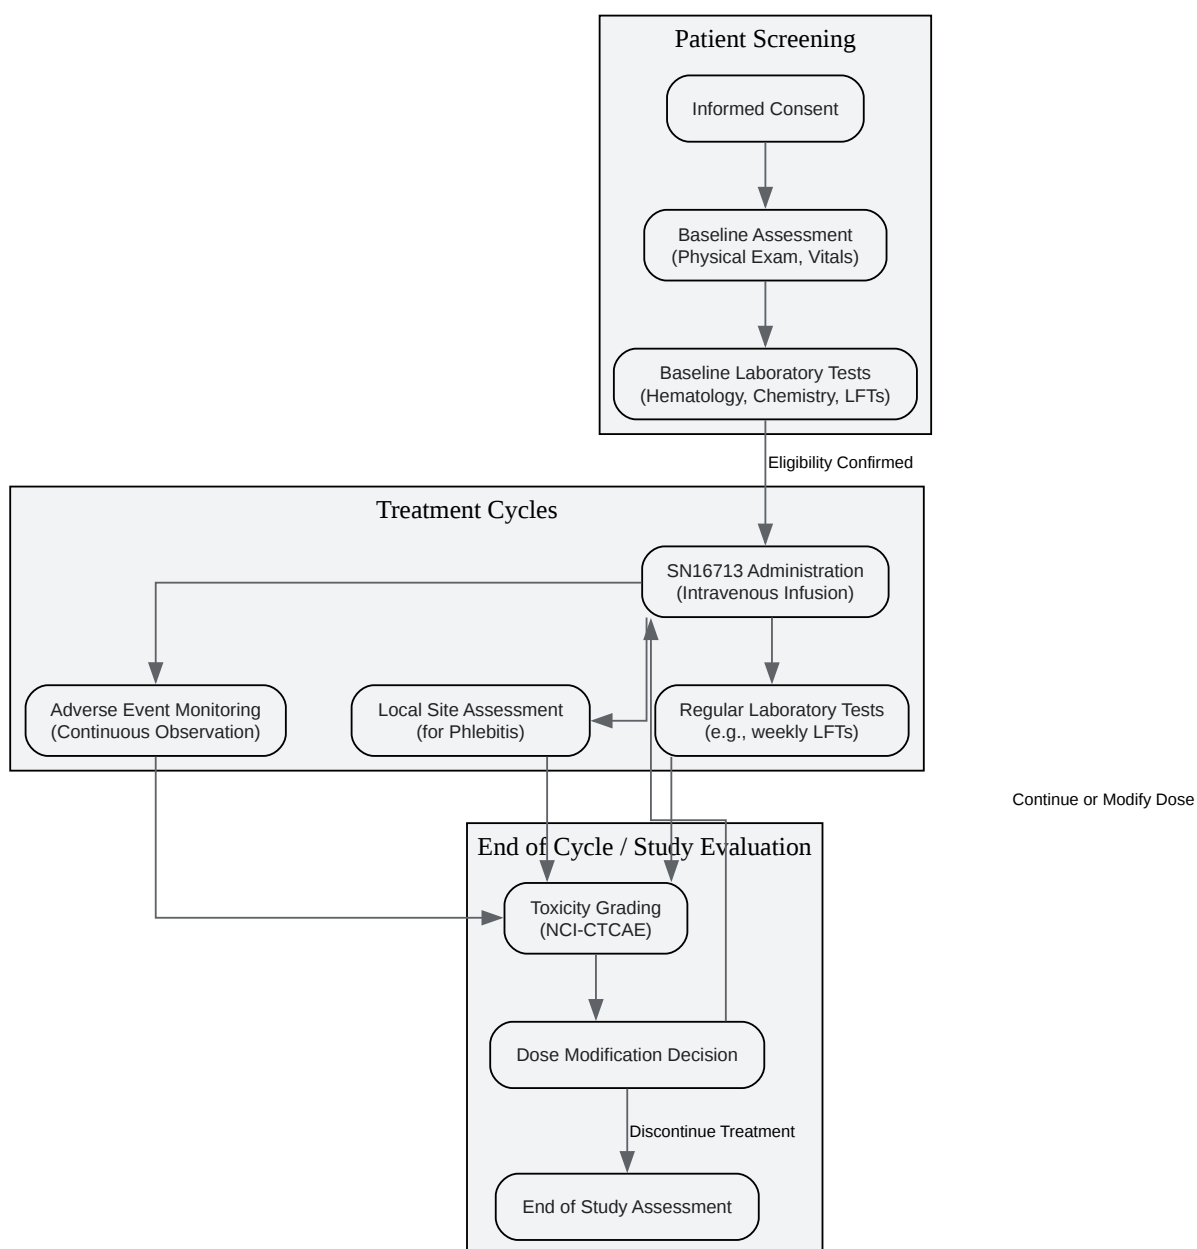 Patient Screening
Informed Consent
Baseline Assessment
(Physical Exam, Vitals)
Baseline Laboratory Tests
(Hematology, Chemistry, LFTs)
Eligibility Confirmed
Treatment Cycles
SN16713 Administration
(Intravenous Infusion)
Adverse Event Monitoring
(Continuous Observation)
Local Site Assessment
(for Phlebitis)
Regular Laboratory Tests
(e.g., weekly LFTs)
Continue or Modify Dose
End of Cycle / Study Evaluation
Toxicity Grading
(NCI-CTCAE)
Dose Modification Decision
Discontinue Treatment
End of Study Assessment